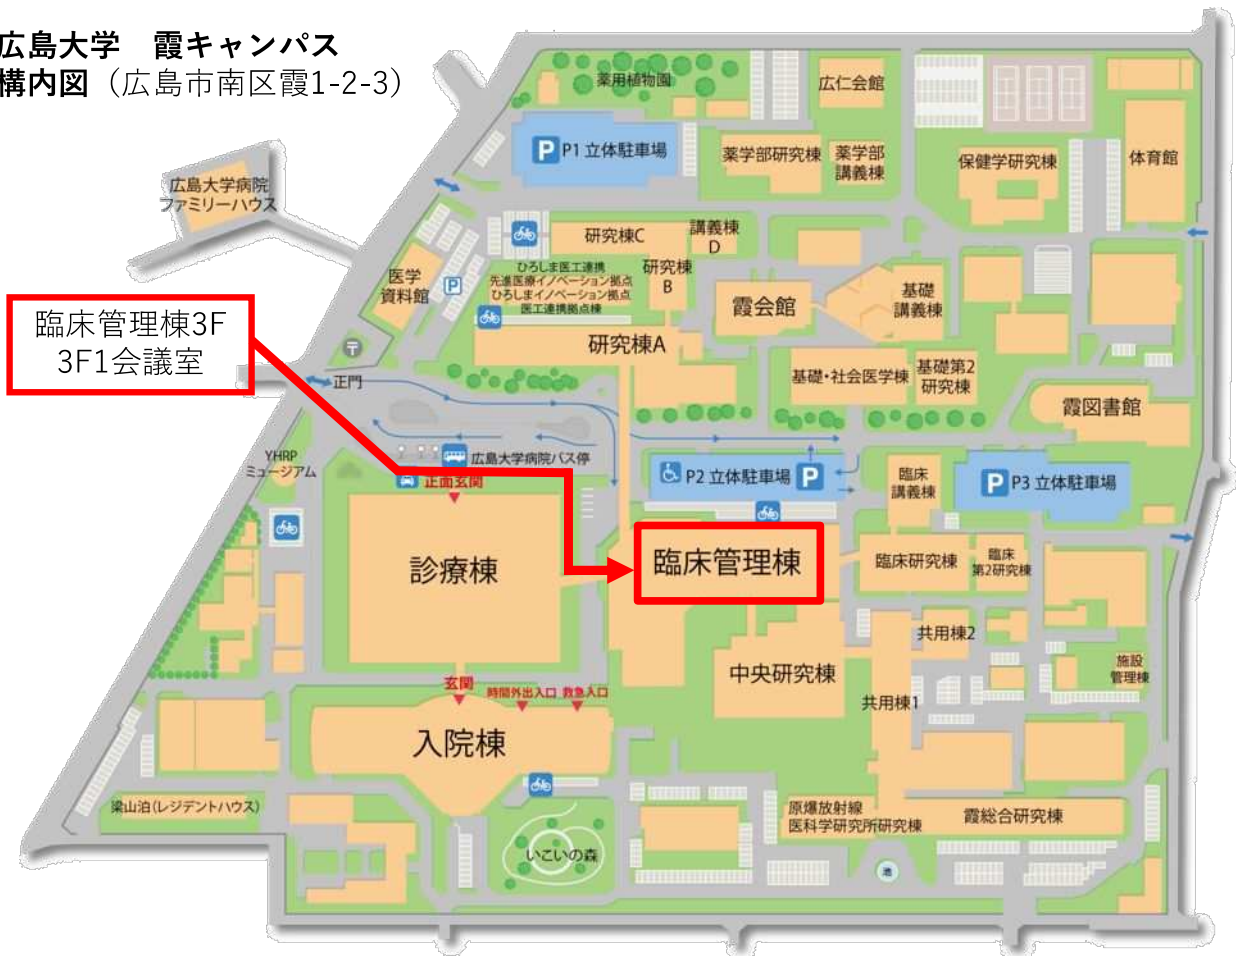 広島大学　霞キャンパス
構内図（広島市南区霞1-2-3）
薬用植物園
広仁会館
P P1 立体駐車場
薬学部研究棟
薬学部
講義棟
保健学研究棟
体育館
広島大学病院
ファミリーハウス
研究棟C
講義棟
D
医学
資料館
P
ひろしま医工連携
先進医療イノベーション拠点
ひろしまイノベーション拠点
医工連携拠点棟
研究棟
B
霞会館
基礎
講義棟
臨床管理棟3F
3F1会議室
〒
研究棟A
基礎・社会医学棟
基礎第2
研究棟
正門
霞図書館
YHRP
ミュージアム
広島大学病院バス停
正面玄関
P2 立体駐車場 P
臨床
講義棟
P P3 立体駐車場
診療棟
臨床管理棟
臨床研究棟
臨床
第2研究棟
共用棟2
中央研究棟
施設
管理棟
共用棟1
玄関
時間外出入口
救急入口
入院棟
梁山泊(レジデントハウス)
原爆放射線
医科学研究所研究棟
霞総合研究棟
いこいの森
池